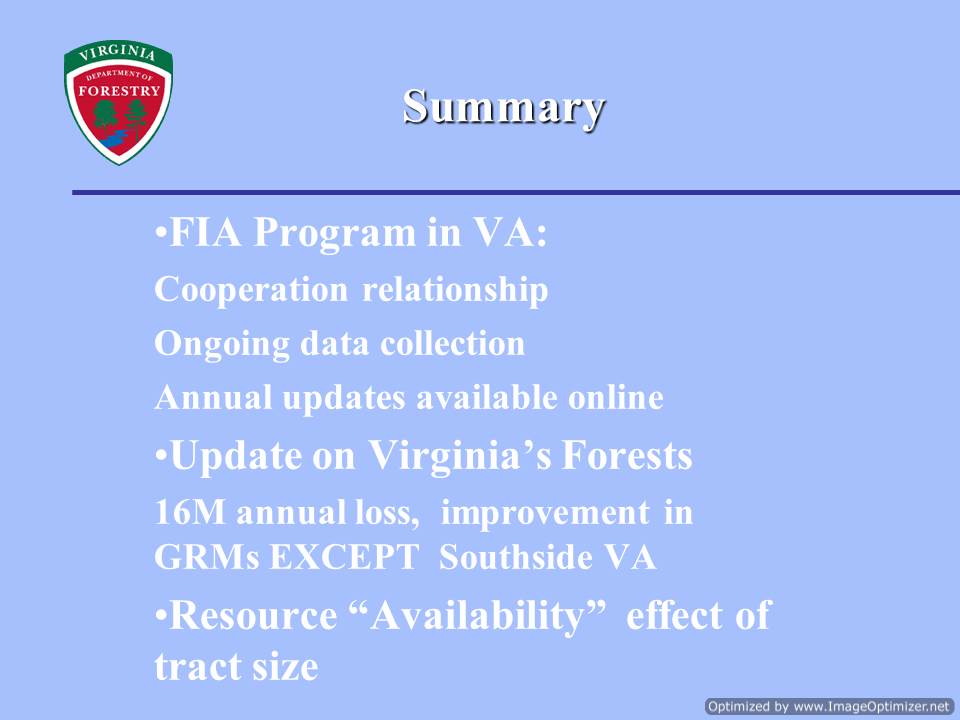 VIRGINIA
DEPARTMENT OF
FORESTRY
Summary
•FIA Program in VA:
Cooperation relationship
Ongoing data collection
Annual updates available online
•Update on Virginia’s Forests
16M annual loss,  improvement in
GRMs EXCEPT  Southside VA
•Resource “Availability”  effect of
tract size
Optimized by www.ImageOptimizer.net